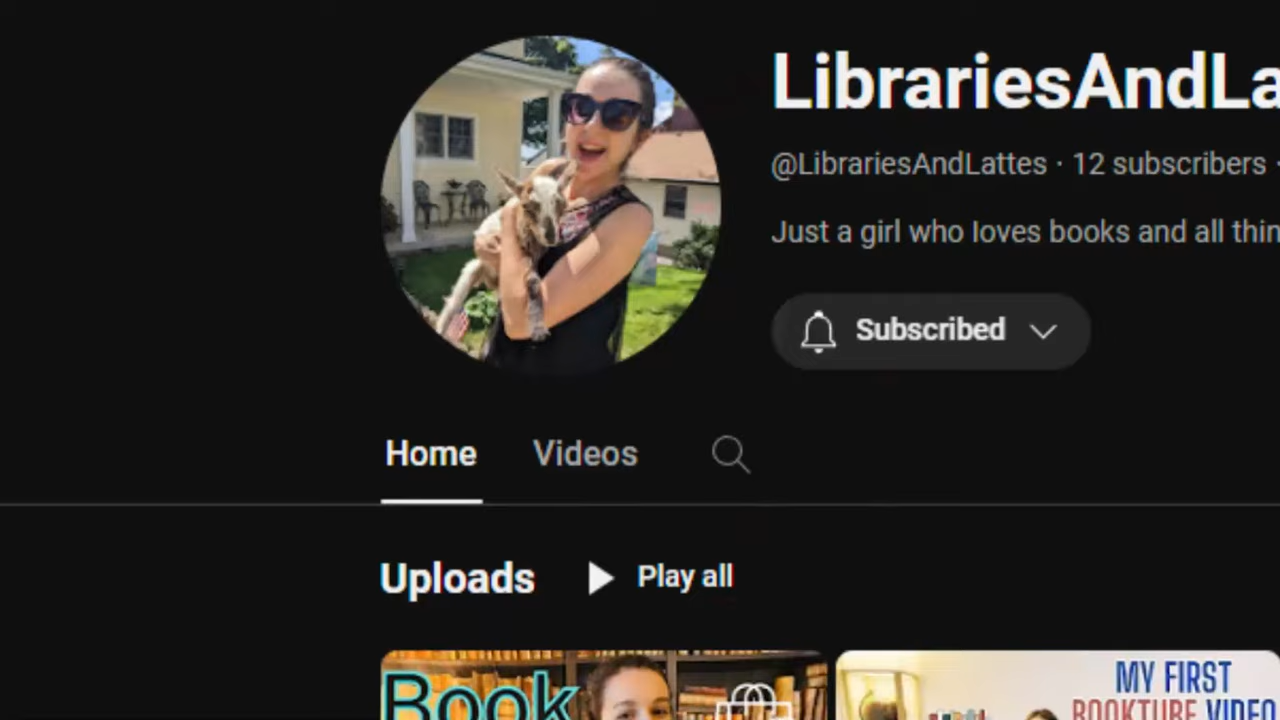 LibrariesAndLa
@LibrariesAndLattes · 12 subscribers ·
Just a girl who loves books and all thin
Subscribed
Home Videos
Uploads Play all
Book
MY FIRST
BOOKTUBE VIDEO